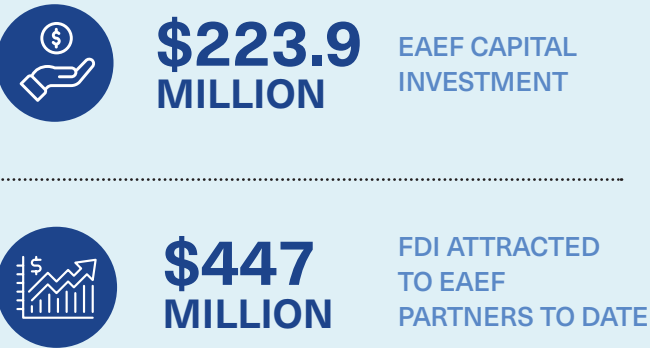 $
$223.9
MILLION
EAEF CAPITAL
INVESTMENT
$
$447
MILLION
FDI ATTRACTED
TO EAEF
PARTNERS TO DATE